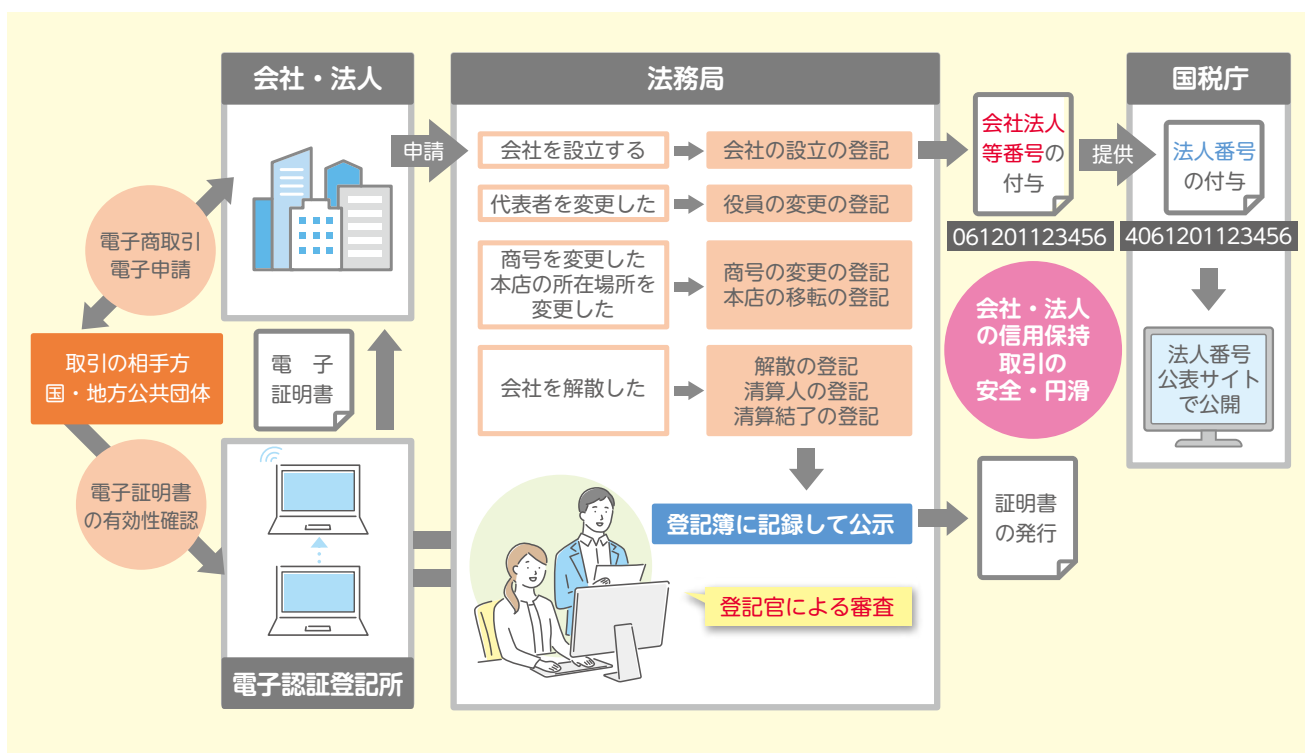 会社・法人
法務局
国税庁
申請
会社を設立する
会社の設立の登記
会社法人
等番号の
付与
提供
法人番号
の付与
代表者を変更した
役員の変更の登記
061201123456
4061201123456
電子商取引
電子申請
商号を変更した
本店の所在場所を
変更した
商号の変更の登記
本店の移転の登記
会社・法人
の信用保持
取引の
安全・円滑
取引の相手方
国・地方公共団体
電子
証明書
会社を解散した
解散の登記
清算人の登記
清算結了の登記
法人番号
公表サイト
で公開
電子証明書
の有効性確認
登記簿に記録して公示
証明書
の発行
登記官による審査
電子認証登記所